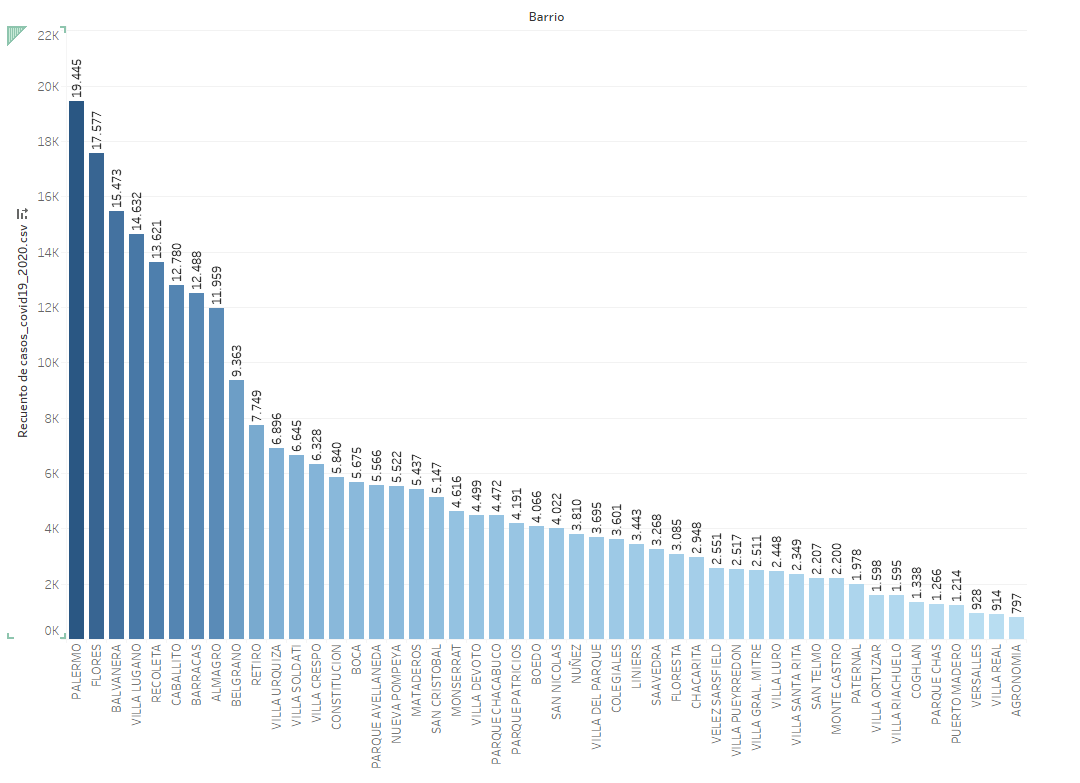 Barrio
22K
20K
18K
16K
14K
12K
10K
8K
6K
4K
2K
0K
Recuento de casos_covid19_2020.csv
19.445
17.577
15.473
14.632
13.621
12.780
12.488
11.959
9.363
7.749
6.896
6.645
6.328
5.840
5.675
5.566
5.522
5.437
5.147
4.616
4.499
4.472
4.191
4.066
4.022
3.810
3.695
3.601
3.443
3.268
3.085
2.948
2.551
2.517
2.511
2.448
2.349
2.207
2.200
1.978
1.598
1.595
1.338
1.266
1.214
928
914
797
PALERMO
FLORES
BALVANERA
VILLA LUGANO
RECOLETA
CABALLITO
BARRACAS
ALMAGRO
BELGRANO
RETIRO
VILLA URQUIZA
VILLA SOLDATI
VILLA CRESPO
CONSTITUCION
BOCA
PARQUE AVELLANEDA
NUEVA POMPEYA
MATADEROS
SAN CRISTOBAL
MONSERRAT
VILLA DEVOTO
PARQUE CHACABUCO
PARQUE PATRICIOS
BOEDO
SAN NICOLAS
NUÑEZ
VILLA DEL PARQUE
COLEGIALES
LINIERS
SAAVEDRA
FLORESTA
CHACARITA
VELEZ SARSFIELD
VILLA PUEYRREDON
VILLA GRAL. MITRE
VILLA LURO
VILLA SANTA RITA
SAN TELMO
MONTE CASTRO
PATERNAL
VILLA ORTUZAR
VILLA RIACHUELO
COGHLAN
PARQUE CHAS
PUERTO MADERO
VERSALLES
VILLA REAL
AGRONOMIA